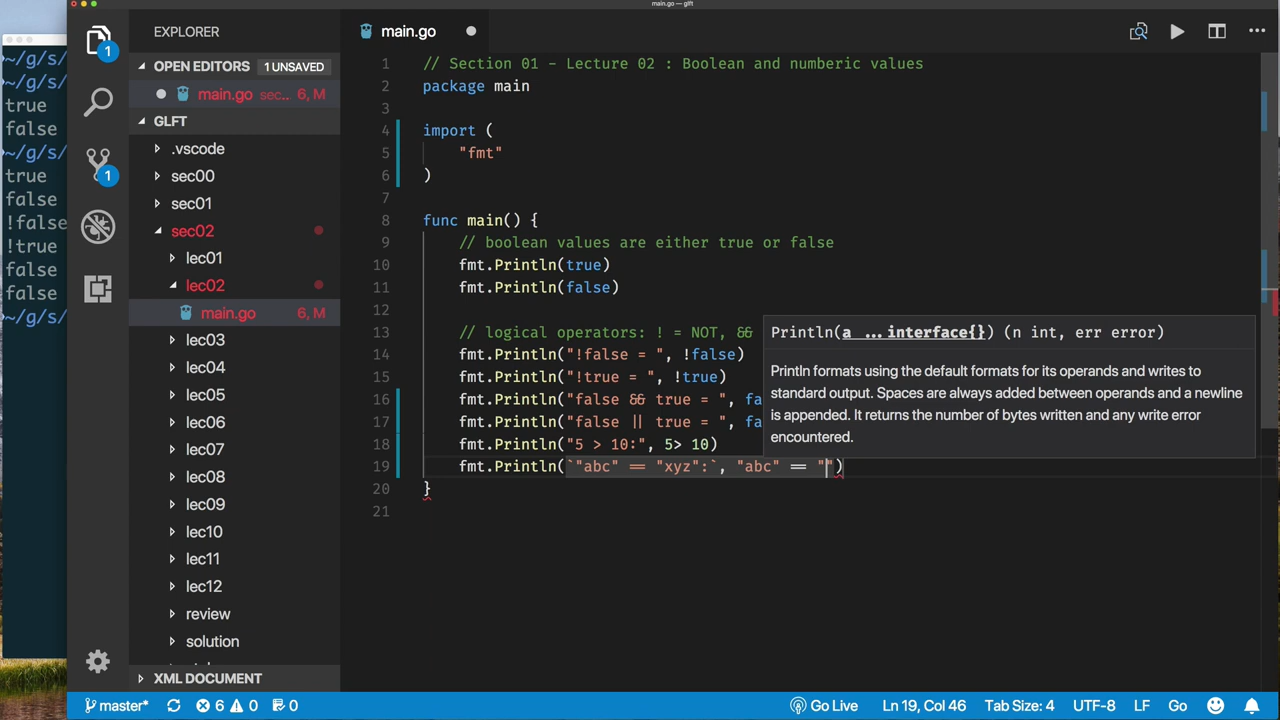 main.go — glft
~/g/s/
~/g/s/
true
false
~/g/s/
true
false
!false
!true
false
false
~/g/s/
1
1
EXPLORER
OPEN EDITORS 1 UNSAVED
main.go sec... 6, M
GLFT
.vscode
sec00
sec01
sec02
lec01
lec02
main.go 6, M
lec03
lec04
lec05
lec06
lec07
lec08
lec09
lec10
lec11
lec12
review
solution
XML DOCUMENT
main.go
1 // Section 01 - Lecture 02 : Boolean and numberic values
2 package main
3
4 import (
5 "fmt"
6 )
7
8 func main() {
9 // boolean values are either true or false
10 fmt.Println(true)
11 fmt.Println(false)
12
13 // logical operators: ! = NOT, &&
14 fmt.Println("!false = ", !false)
15 fmt.Println("!true = ", !true)
16 fmt.Println("false && true = ", fa
17 fmt.Println("false || true = ", fa
18 fmt.Println("5 > 10:", 5> 10)
19 fmt.Println(`"abc" == "xyz":`, "abc" == "")
20 }
21
Println(a ...interface{}) (n int, err error)
Println formats using the default formats for its operands and writes to
standard output. Spaces are always added between operands and a newline
is appended. It returns the number of bytes written and any write error
encountered.
master* 6 0 0 Go Live Ln 19, Col 46 Tab Size: 4 UTF-8 LF Go